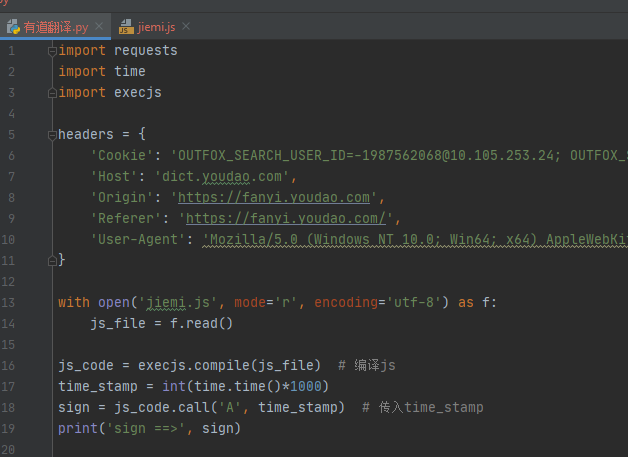 py
有道翻译.py × jiemi.js ×
1 import requests
2 import time
3 import execjs
4
5 headers = {
6 'Cookie': 'OUTFOX_SEARCH_USER_ID=-1987562068@10.105.253.24; OUTFOX_S
7 'Host': 'dict.youdao.com',
8 'Origin': 'https://fanyi.youdao.com',
9 'Referer': 'https://fanyi.youdao.com/',
10 'User-Agent': 'Mozilla/5.0 (Windows NT 10.0; Win64; x64) AppleWebKit
11 }
12
13 with open('jiemi.js', mode='r', encoding='utf-8') as f:
14 js_file = f.read()
15
16 js_code = execjs.compile(js_file) # 编译js
17 time_stamp = int(time.time()*1000)
18 sign = js_code.call('A', time_stamp) # 传入time_stamp
19 print('sign ==>', sign)
20